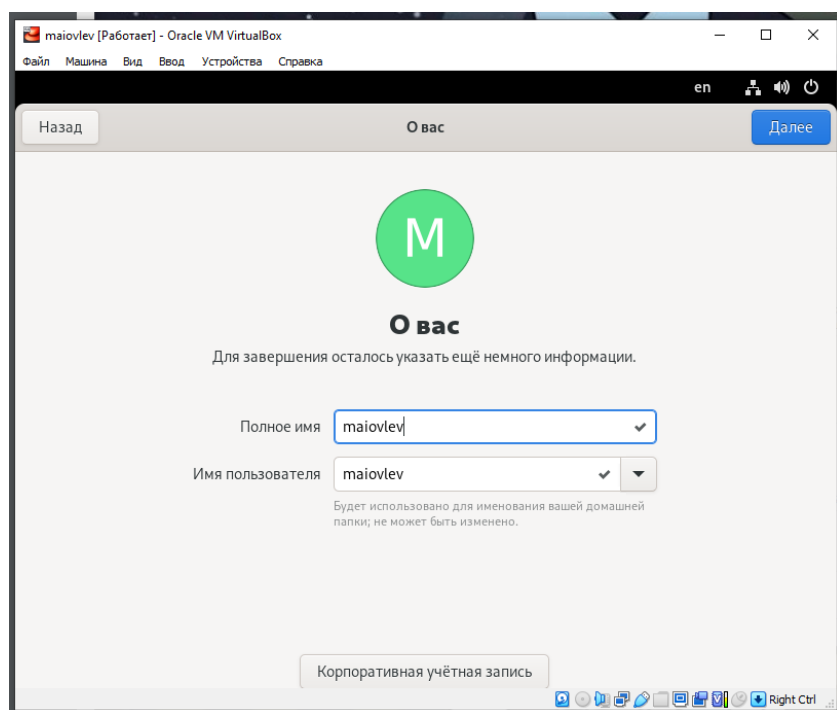 maiovlev [Работает] - Oracle VM VirtualBox
Файл Машина Вид Ввод Устройства Справка
en
Назад О вас Далее
M
О вас
Для завершения осталось указать ещё немного информации.
Полное имя maiovlev
Имя пользователя maiovlev
Будет использовано для именования вашей домашней
папки; не может быть изменено.
Корпоративная учётная запись
Right Ctrl